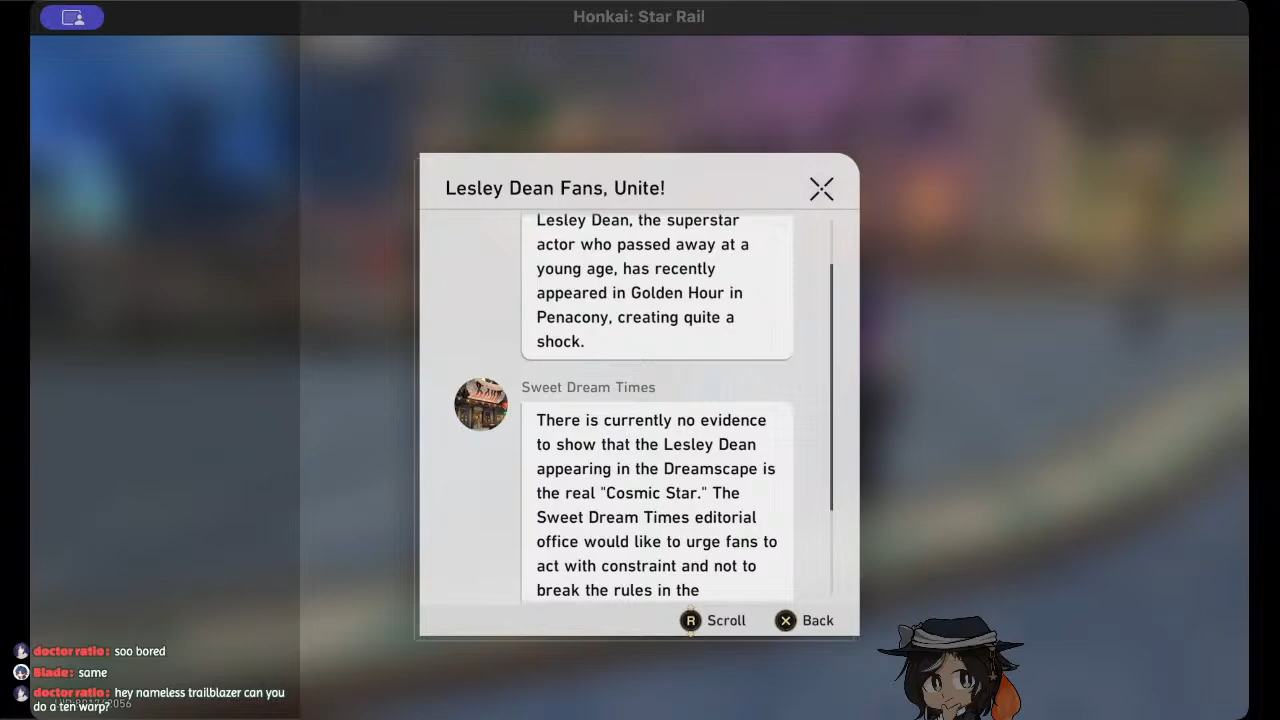 Honkai: Star Rail
Lesley Dean Fans, Unite!
Lesley Dean, the superstar
actor who passed away at a
young age, has recently
appeared in Golden Hour in
Penacony, creating quite a
shock.
Sweet Dream Times
There is currently no evidence
to show that the Lesley Dean
appearing in the Dreamscape is
the real "Cosmic Star." The
Sweet Dream Times editorial
office would like to urge fans to
act with constraint and not to
break the rules in the
R Scroll X Back
doctor ratio: soo bored
Blade: same
doctor ratio: hey nameless trailblazer can you
do a ten warp?